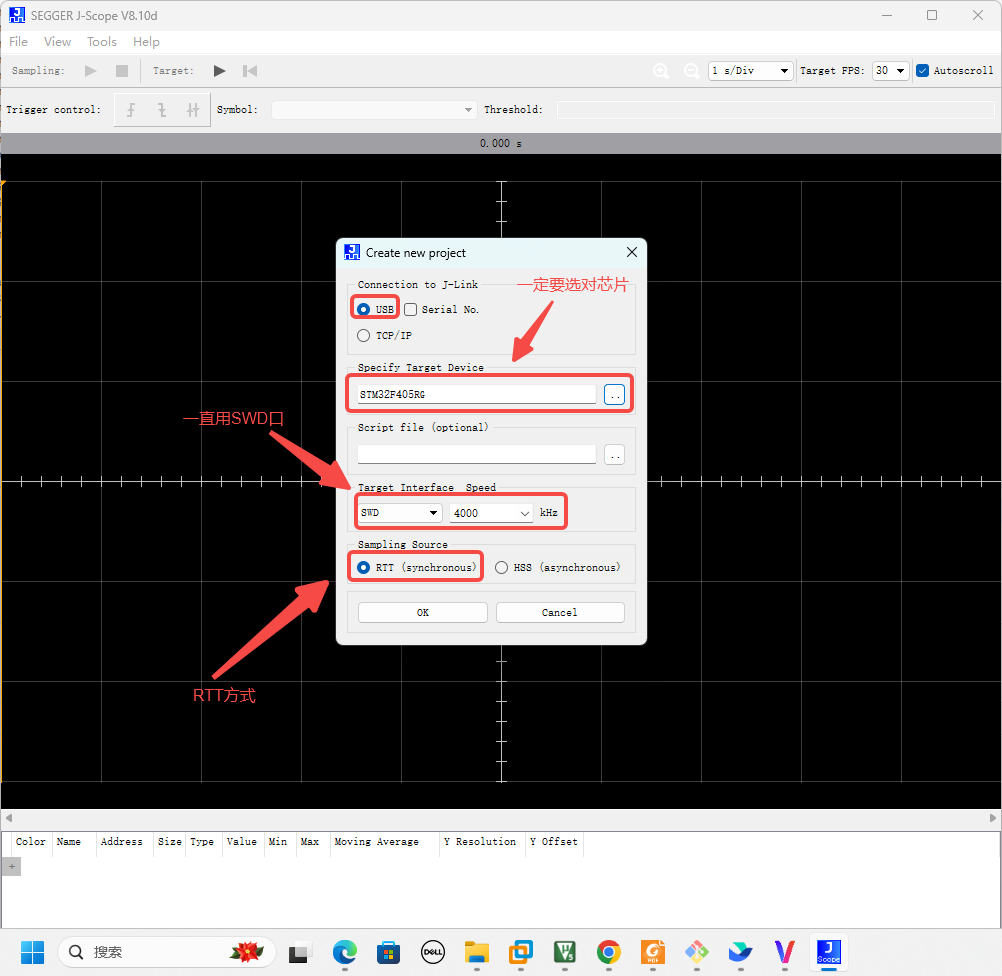 SEGGER J-Scope V8.10d
File View Tools Help
Sampling: Target: 1 s/Div Target FPS: 30 Autoscroll
Trigger control: Symbol: Threshold:
0.000 s
Create new project
Connection to J-Link
一定要选对芯片
USB Serial No.
TCP/IP
Specify Target Device
STM32F405RG ..
一直用SWD口
Script file (optional)
..
Target Interface Speed
SWD 4000 kHz
Sampling Source
RTT (synchronous) HSS (asynchronous)
OK Cancel
RTT方式
Color Name Address Size Type Value Min Max Moving Average Y Resolution Y Offset
+
搜索
DELL
V5
PDF
J
Scope